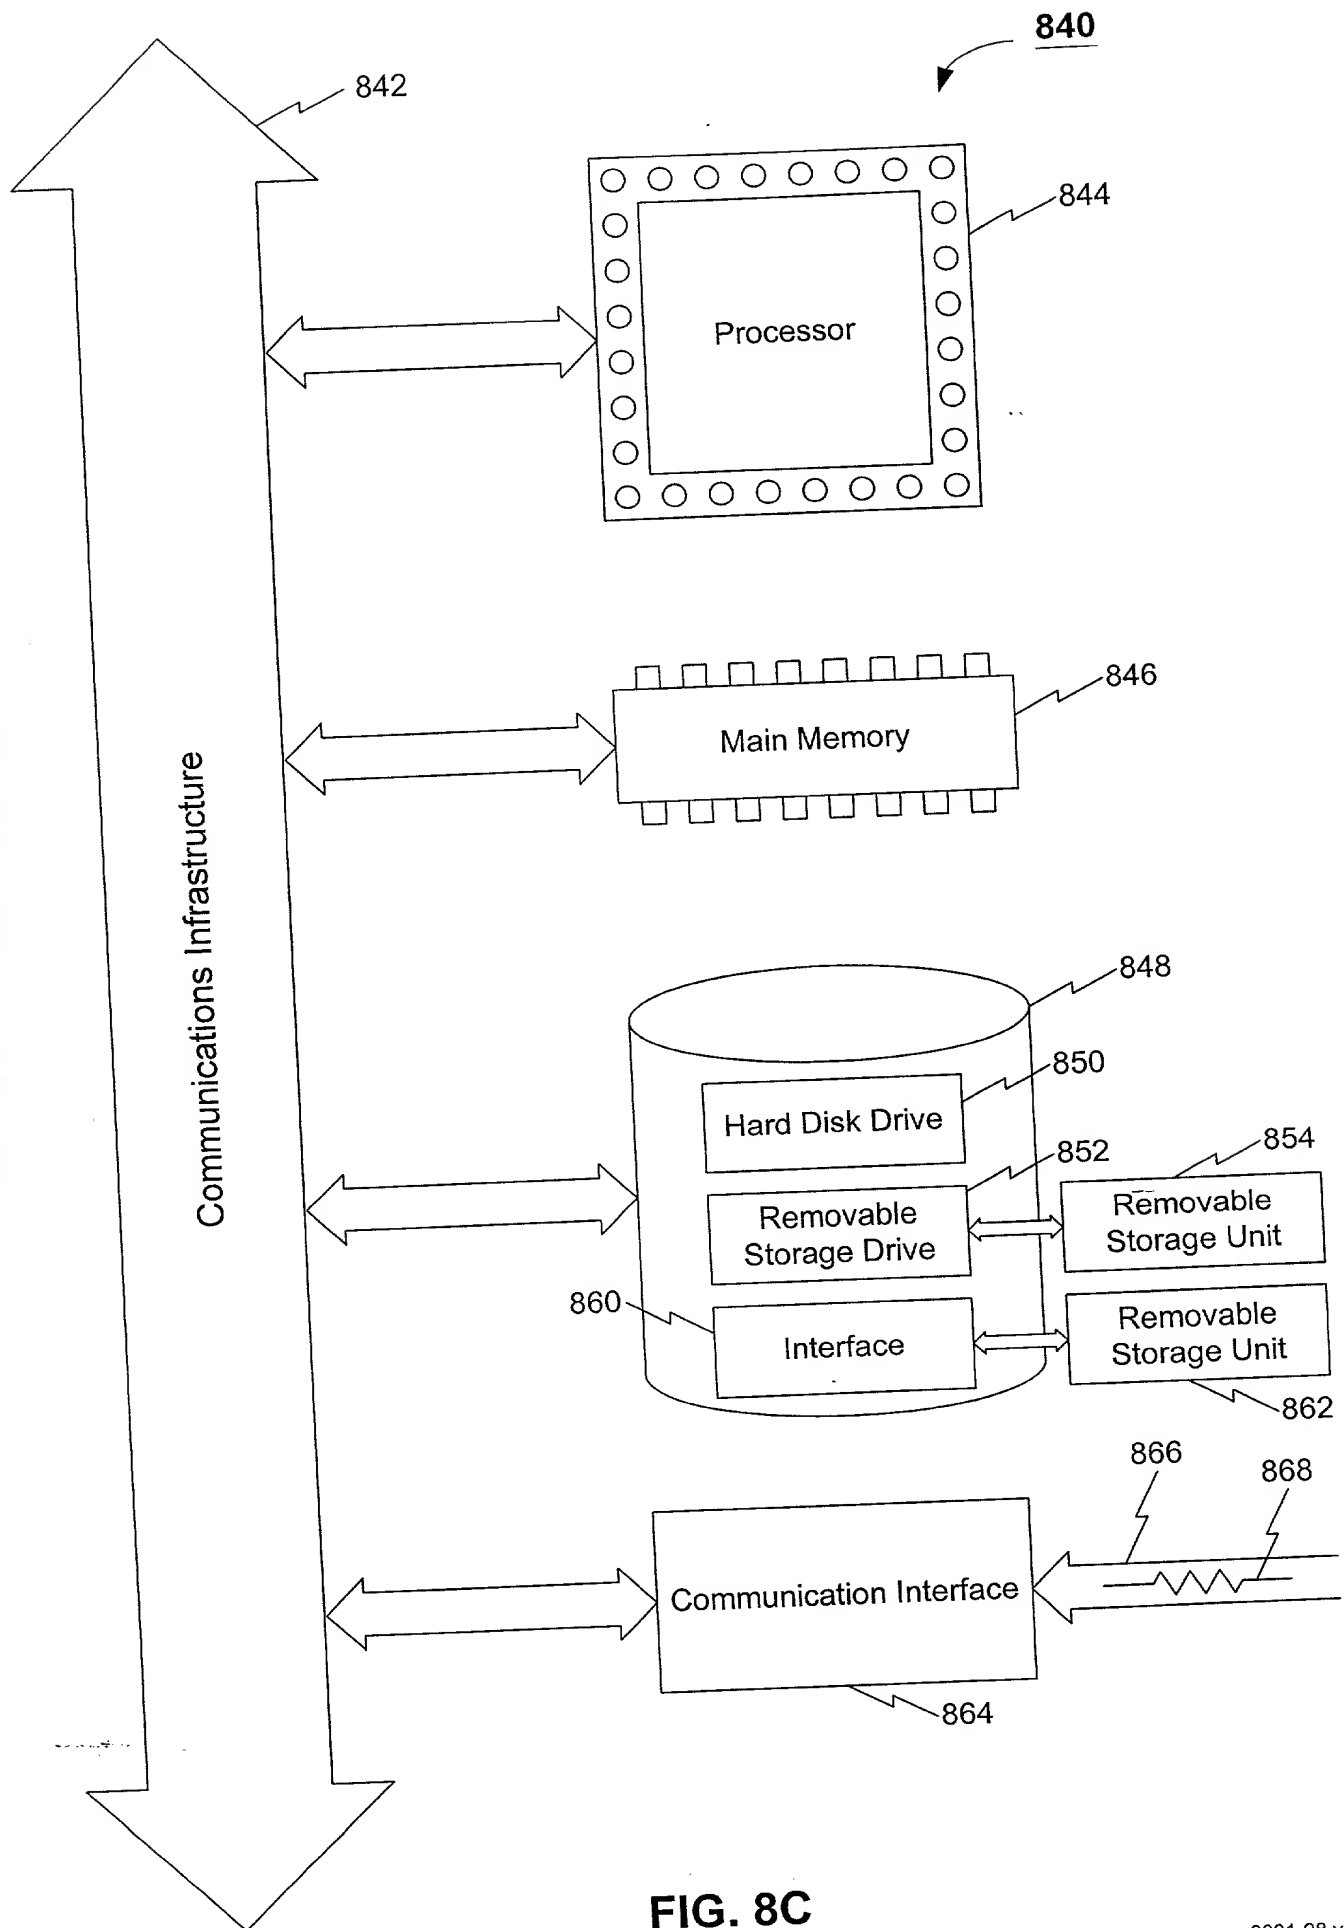 840
842
844
Processor
846
Main Memory
Communications Infrastructure
848
850
Hard Disk Drive
852
854
Removable
Storage Drive
Removable
Storage Unit
860
Interface
Removable
Storage Unit
862
866
868
Communication Interface
864
FIG. 8C